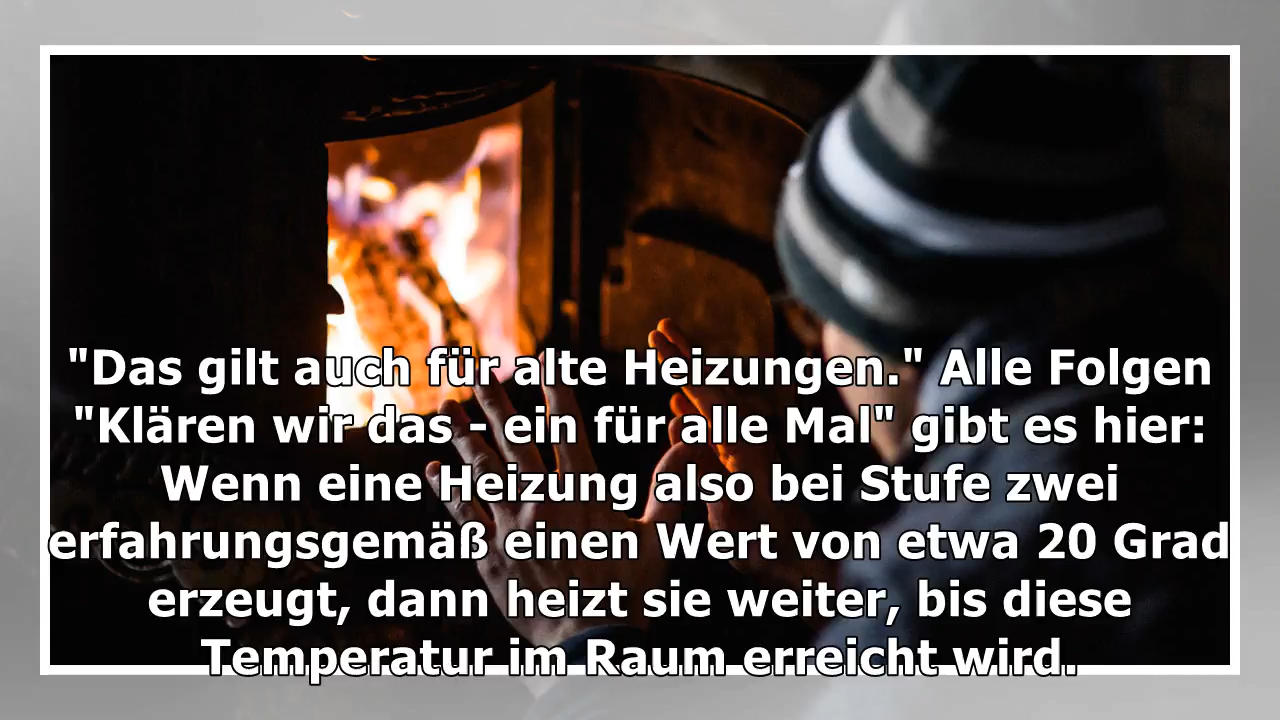 "Das gilt auch für alte Heizungen." Alle Folgen
"Klären wir das - ein für alle Mal" gibt es hier:
Wenn eine Heizung also bei Stufe zwei
erfahrungsgemäß einen Wert von etwa 20 Grad
erzeugt, dann heizt sie weiter, bis diese
Temperatur im Raum erreicht wird.